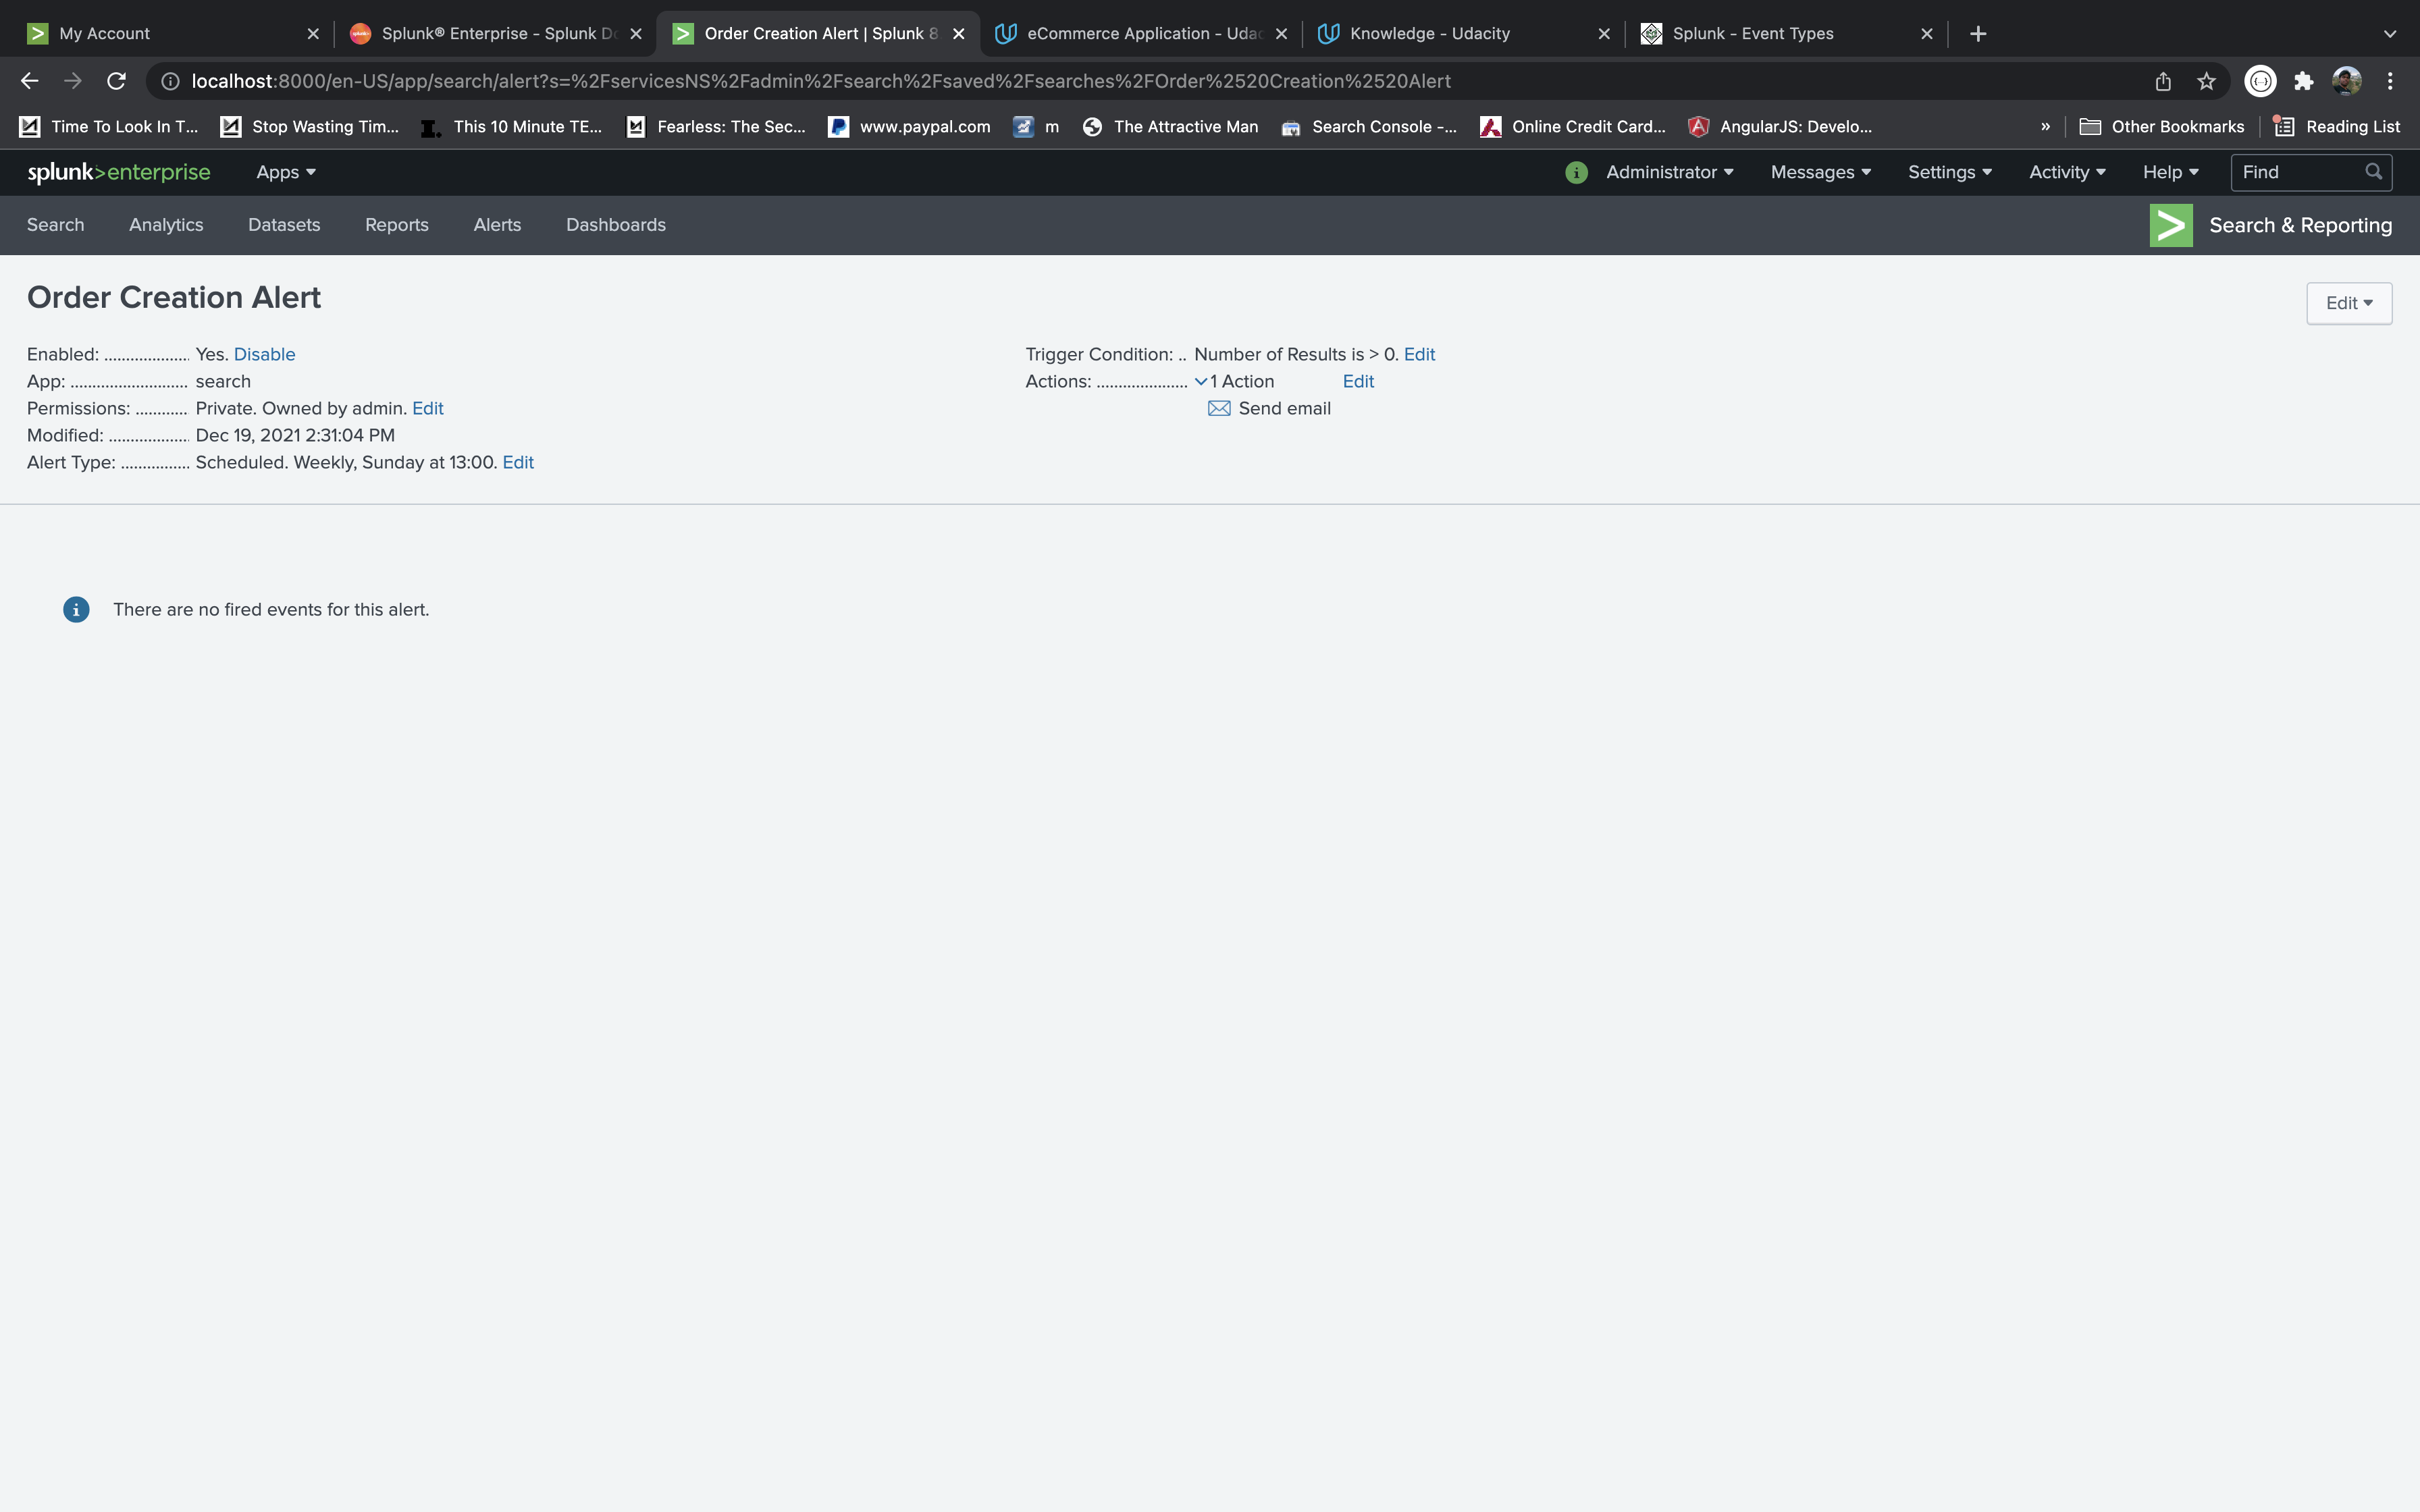 My Account
Splunk® Enterprise - Splunk Do
Order Creation Alert | Splunk 8
eCommerce Application - Udac
Knowledge - Udacity
Splunk - Event Types
localhost:8000/en-US/app/search/alert?s=%2FservicesNS%2Fadmin%2Fsearch%2Fsaved%2Fsearches%2FOrder%2520Creation%2520Alert
Time To Look In T... Stop Wasting Tim... This 10 Minute TE... Fearless: The Sec... www.paypal.com m The Attractive Man Search Console -... Online Credit Card... AngularJS: Develo... » Other Bookmarks Reading List
splunk>enterprise Apps Administrator Messages Settings Activity Help Find
Search Analytics Datasets Reports Alerts Dashboards Search & Reporting
Order Creation Alert
Edit
Enabled: ................... Yes. Disable
App: .......................... search
Permissions: ............ Private. Owned by admin. Edit
Modified: .................. Dec 19, 2021 2:31:04 PM
Alert Type: ............... Scheduled. Weekly, Sunday at 13:00. Edit
Trigger Condition: .. Number of Results is > 0. Edit
Actions: .................... 1 Action Edit
Send email
There are no fired events for this alert.